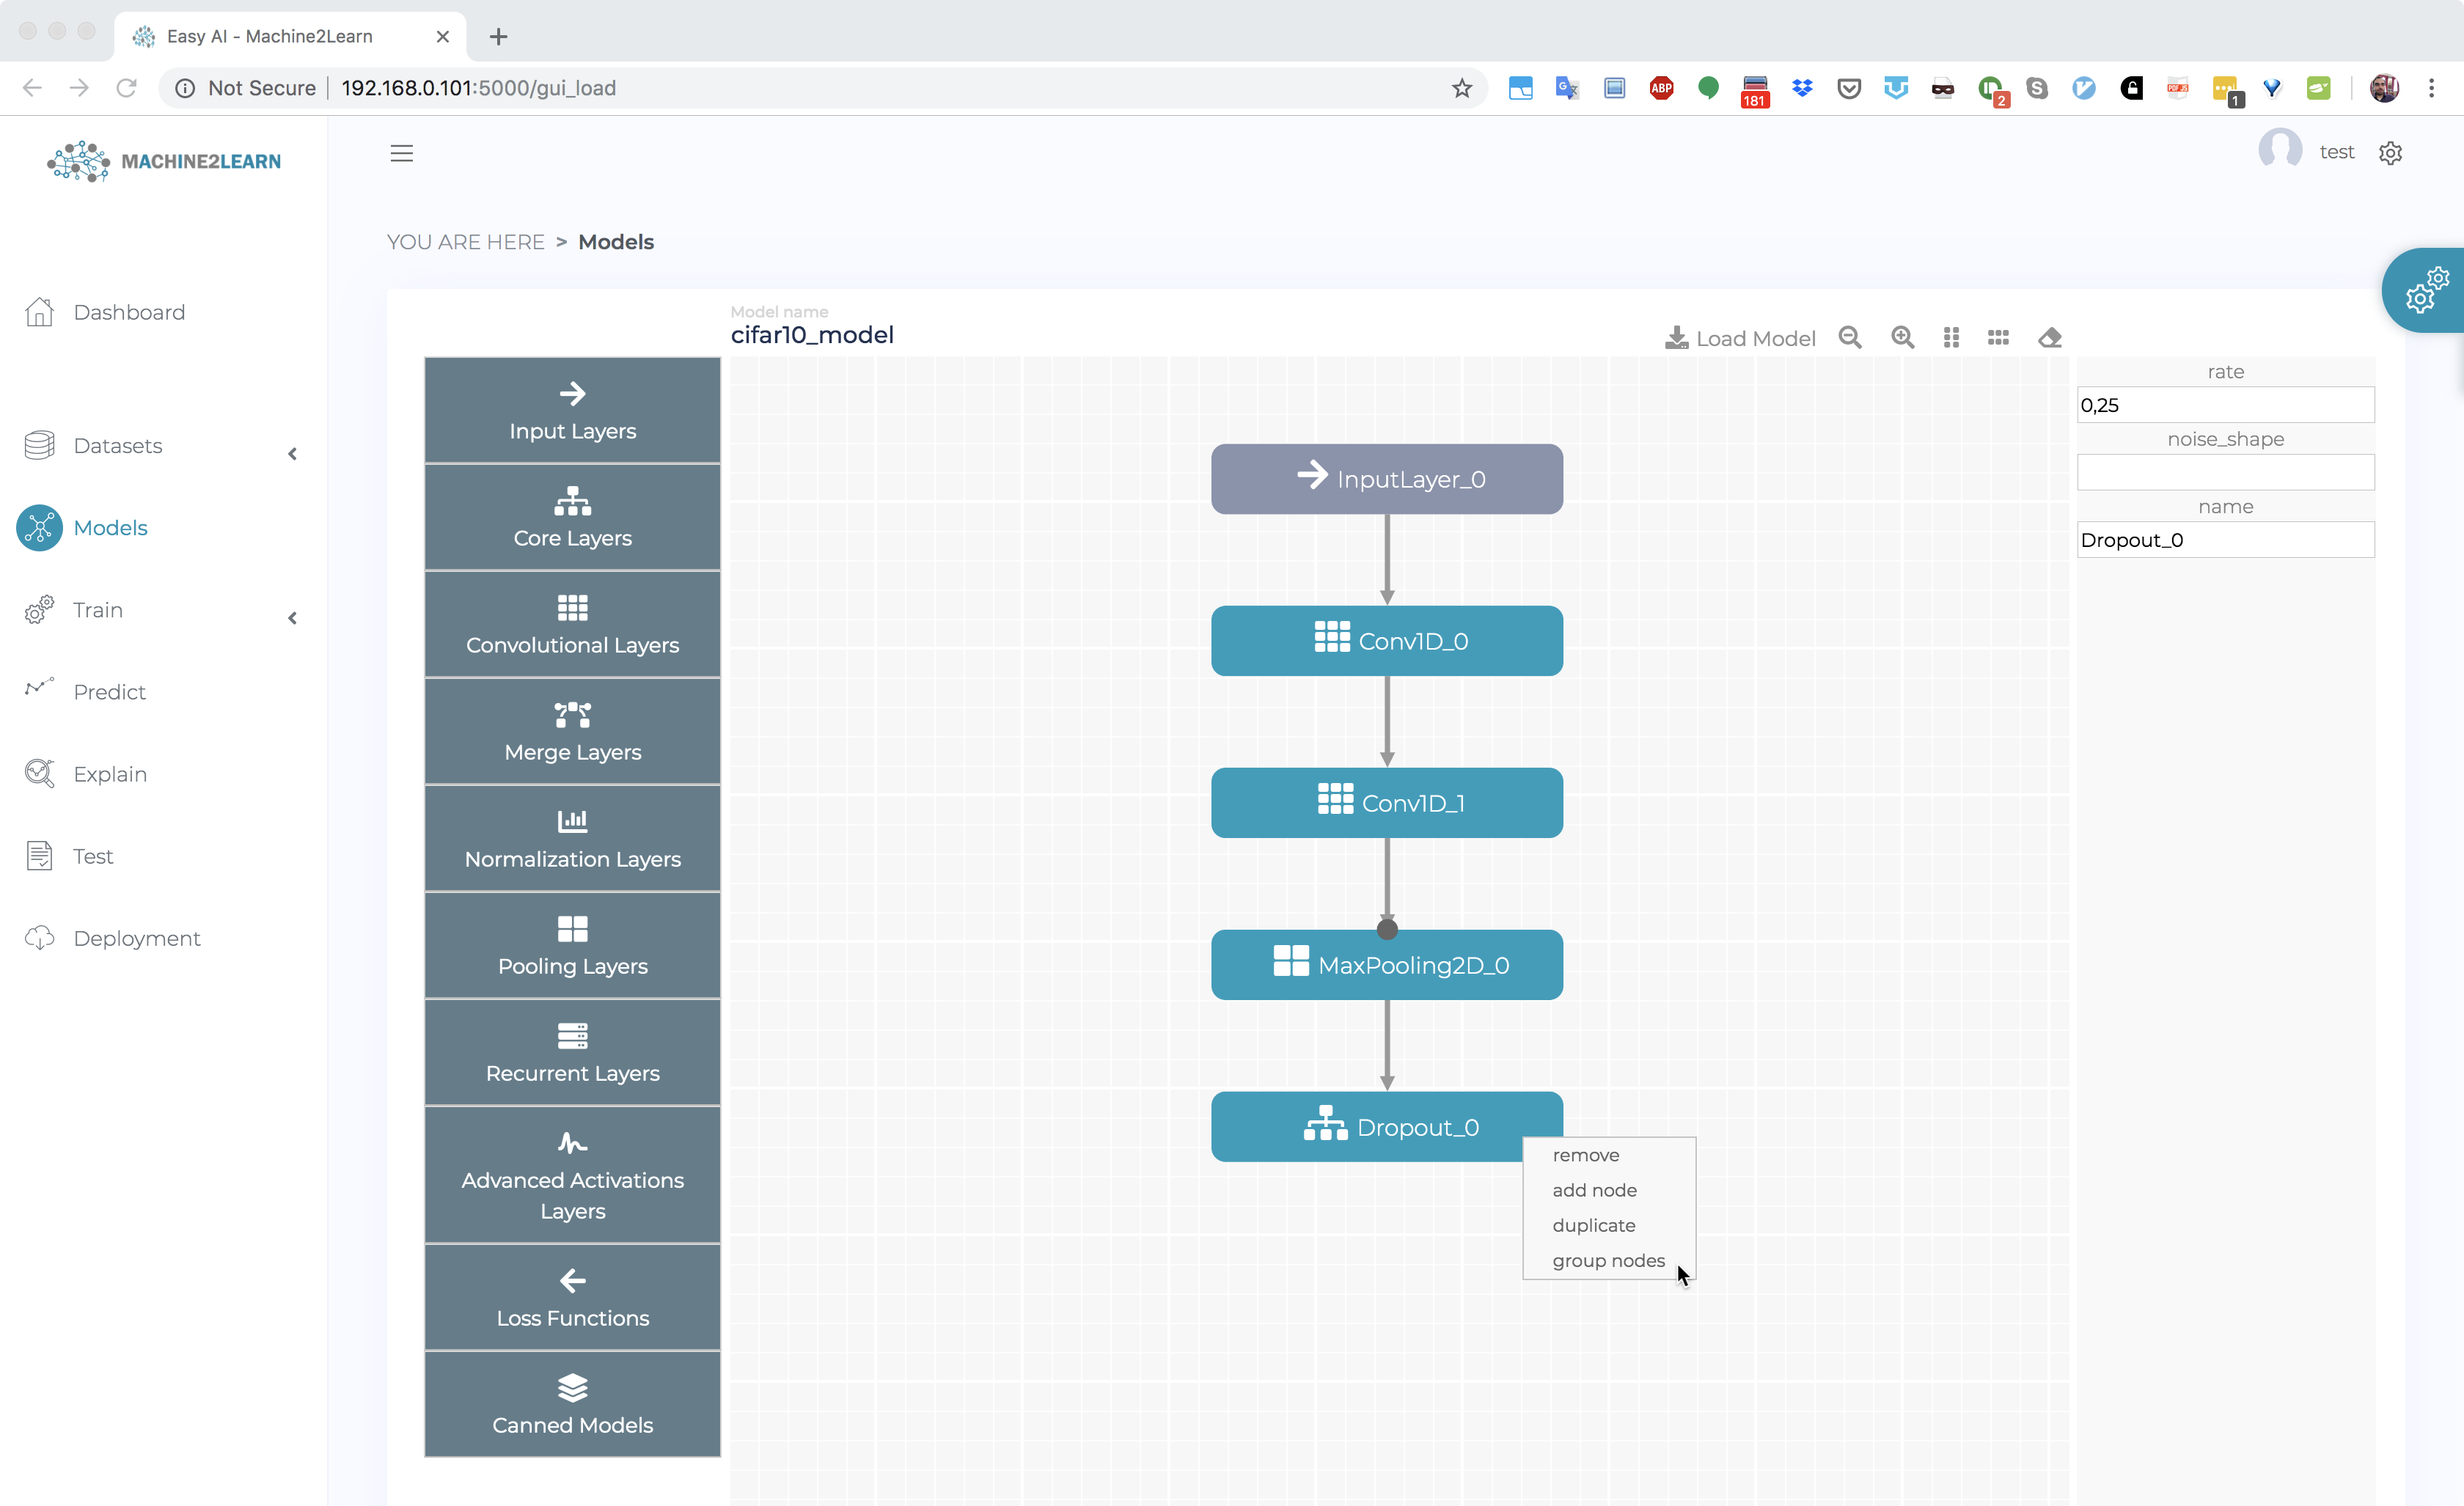 Easy AI - Machine2Learn
Not Secure
192.168.0.101:5000/gui_load
ABP
181
2
PDF JS
1
MACHINE2LEARN
test
YOU ARE HERE > Models
Dashboard
Datasets
Models
Train
Predict
Explain
Test
Deployment
Model name
cifar10_model
Load Model
Input Layers
Core Layers
Convolutional Layers
Merge Layers
Normalization Layers
Pooling Layers
Recurrent Layers
Advanced Activations
Layers
Loss Functions
Canned Models
InputLayer_0
Conv1D_0
Conv1D_1
MaxPooling2D_0
Dropout_0
remove
add node
duplicate
group nodes
rate
0,25
noise_shape
name
Dropout_0